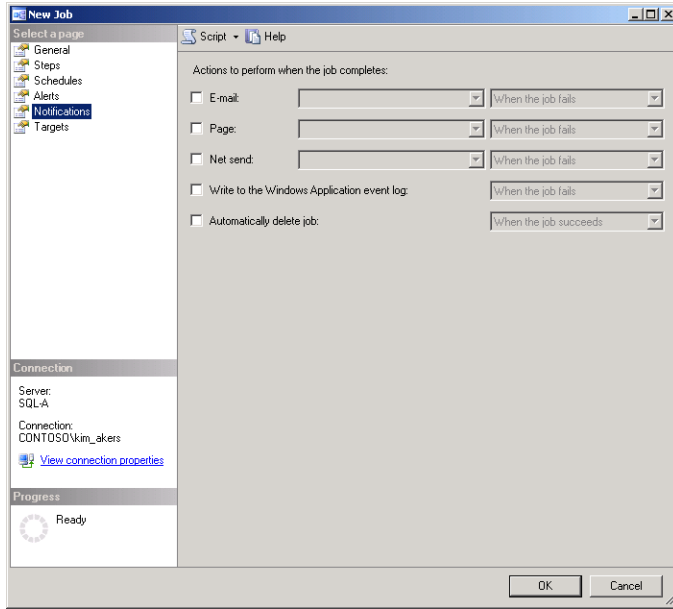 New Job
Select a page
General
Steps
Schedules
Alerts
Notifications
Targets
Script Help
Actions to perform when the job completes:
E-mail: When the job fails
Page: When the job fails
Net send: When the job fails
Write to the Windows Application event log: When the job fails
Automatically delete job: When the job succeeds
Connection
Server:
SQL-A
Connection:
CONTOSO\kim_akers
View connection properties
Progress
Ready
OK Cancel